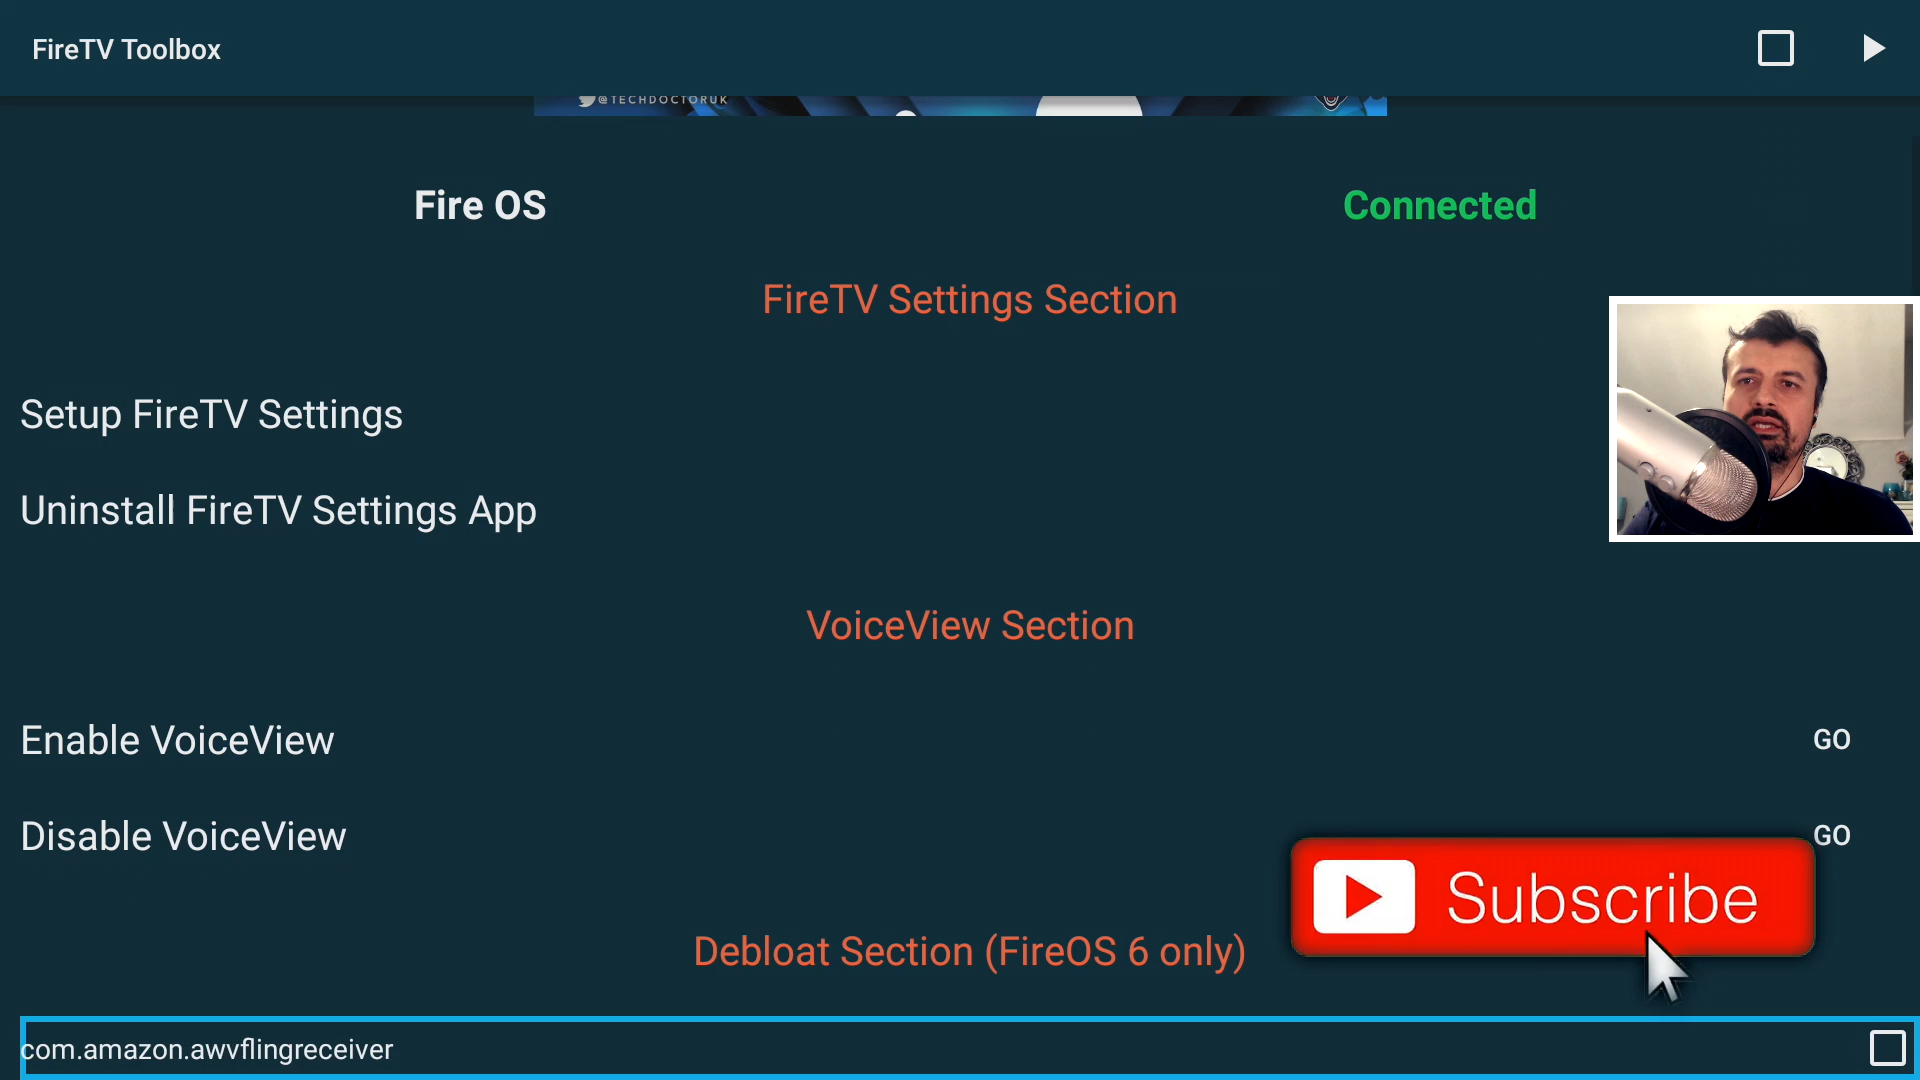 FireTV Toolbox
@TECHDOCTORUK
Fire OS
Connected
FireTV Settings Section
Setup FireTV Settings
Uninstall FireTV Settings App
VoiceView Section
Enable VoiceView
GO
Disable VoiceView
GO
Subscribe
Debloat Section (FireOS 6 only)
com.amazon.awvflingreceiver